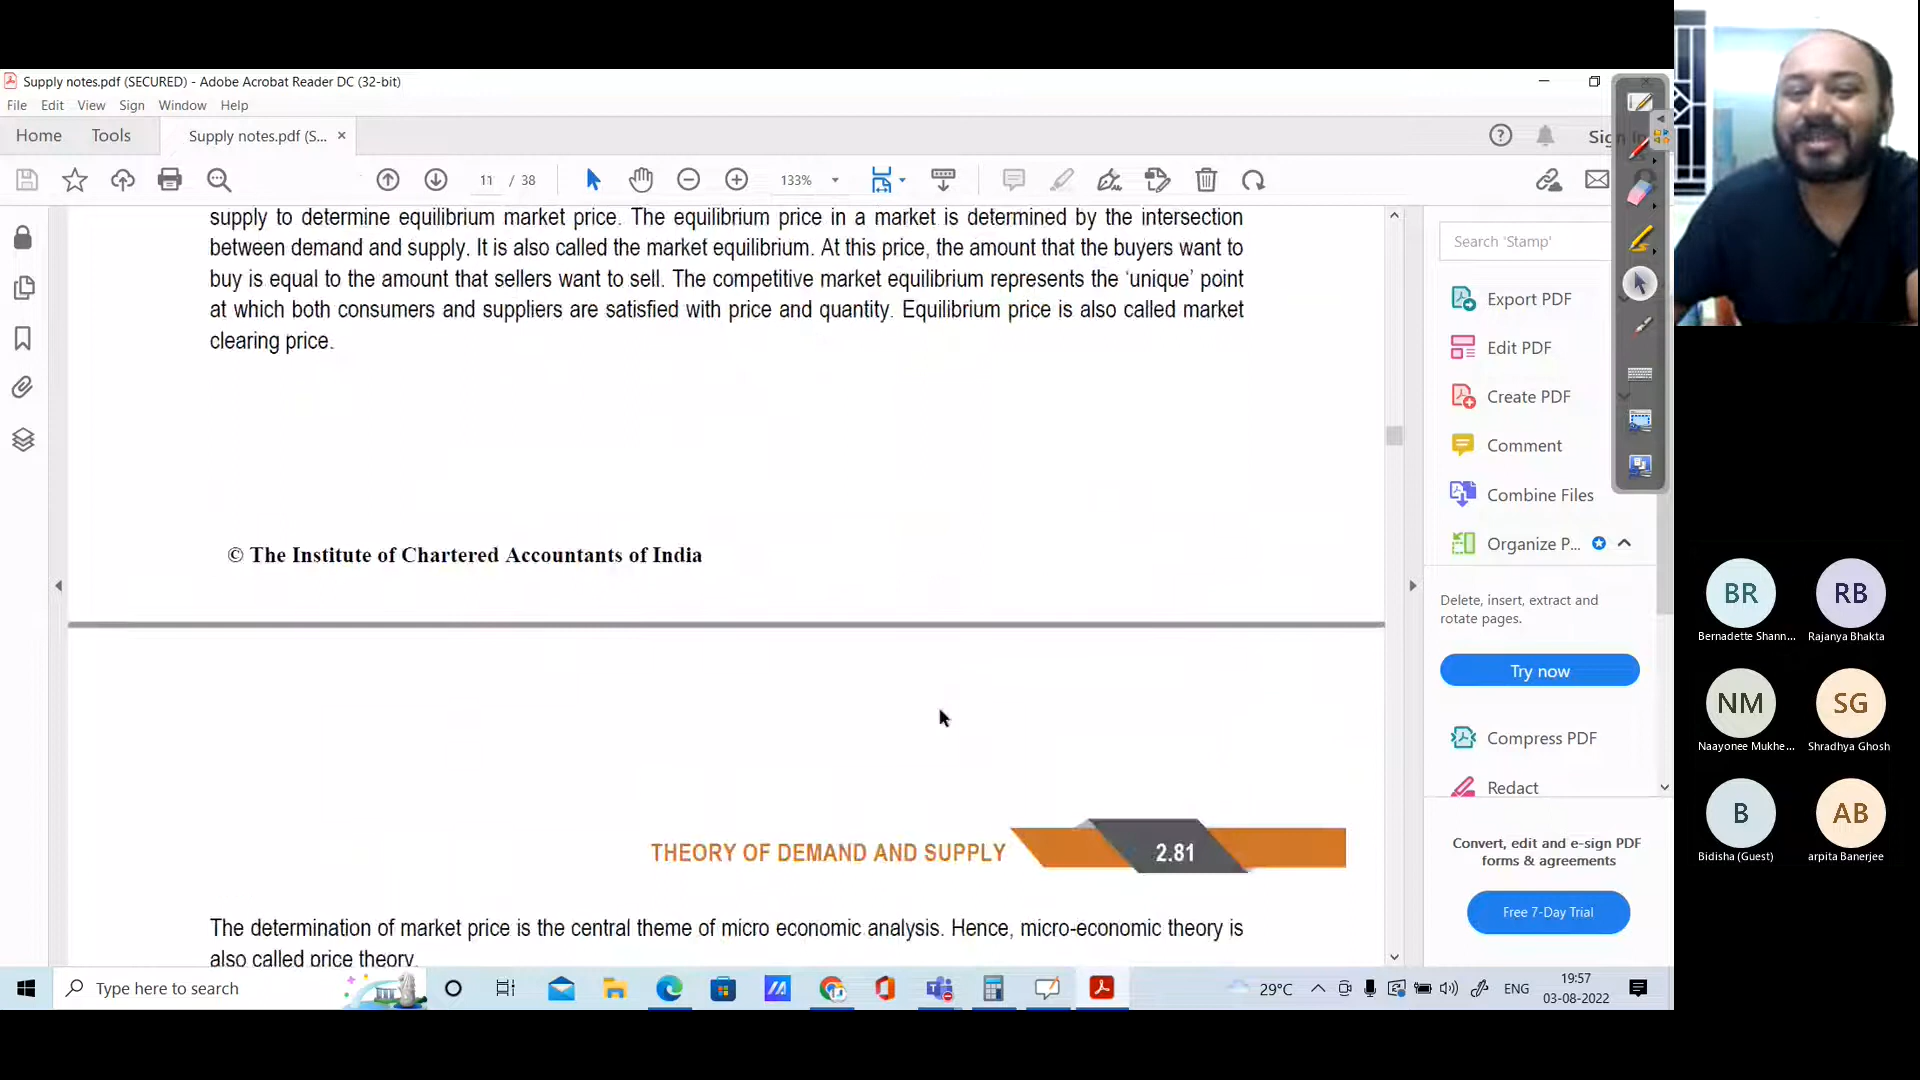 Supply notes.pdf (SECURED) - Adobe Acrobat Reader DC (32-bit)
File Edit View Sign Window Help
Home Tools Supply notes.pdf (S... ×
11 / 38 133%
supply to determine equilibrium market price. The equilibrium price in a market is determined by the intersection
between demand and supply. It is also called the market equilibrium. At this price, the amount that the buyers want to
buy is equal to the amount that sellers want to sell. The competitive market equilibrium represents the ‘unique’ point
at which both consumers and suppliers are satisfied with price and quantity. Equilibrium price is also called market
clearing price.
© The Institute of Chartered Accountants of India
THEORY OF DEMAND AND SUPPLY 2.81
The determination of market price is the central theme of micro economic analysis. Hence, micro-economic theory is
also called price theory.
Search 'Stamp'
Export PDF
Edit PDF
Create PDF
Comment
Combine Files
Organize P...
Delete, insert, extract and
rotate pages.
Try now
Compress PDF
Redact
Convert, edit and e-sign PDF
forms & agreements
Free 7-Day Trial
BR RB
Bernadette Shann... Rajanya Bhakta
NM SG
Naayonee Mukhe... Shradhya Ghosh
B AB
Bidisha (Guest) arpita Banerjee
Type here to search
29°C ENG
19:57
03-08-2022